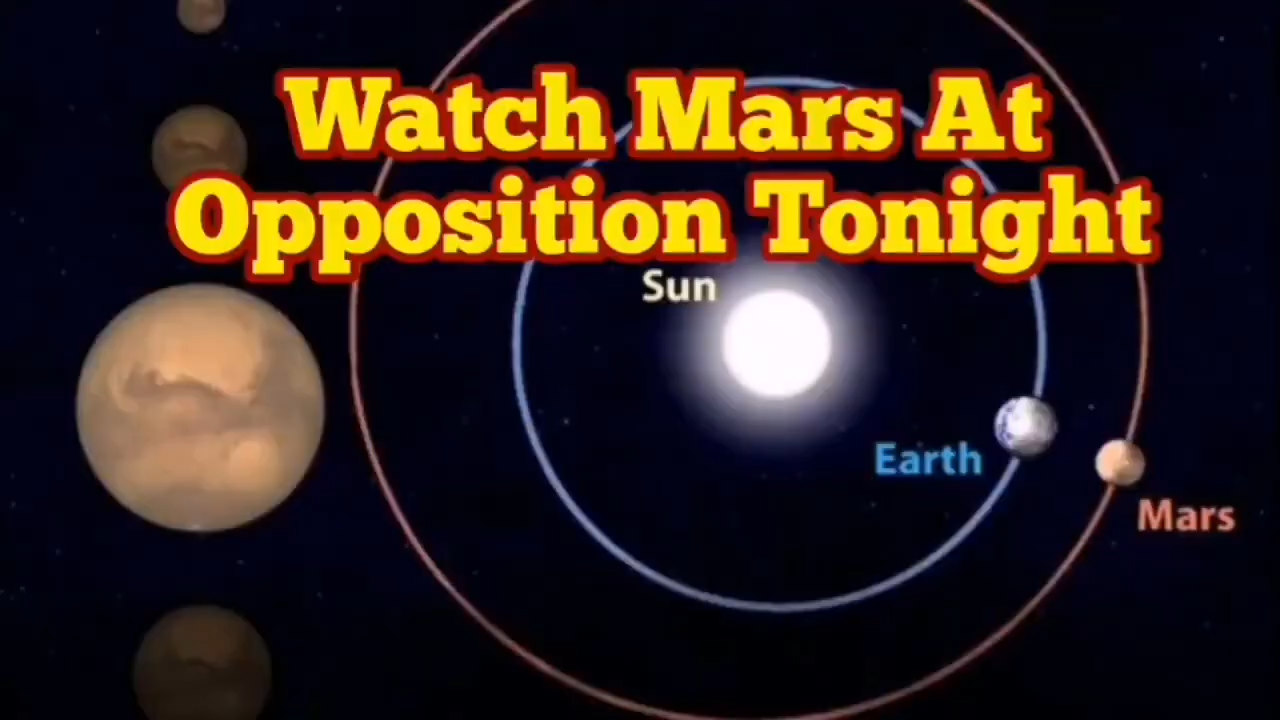 Watch Mars At
Opposition Tonight
Sun
Earth
Mars